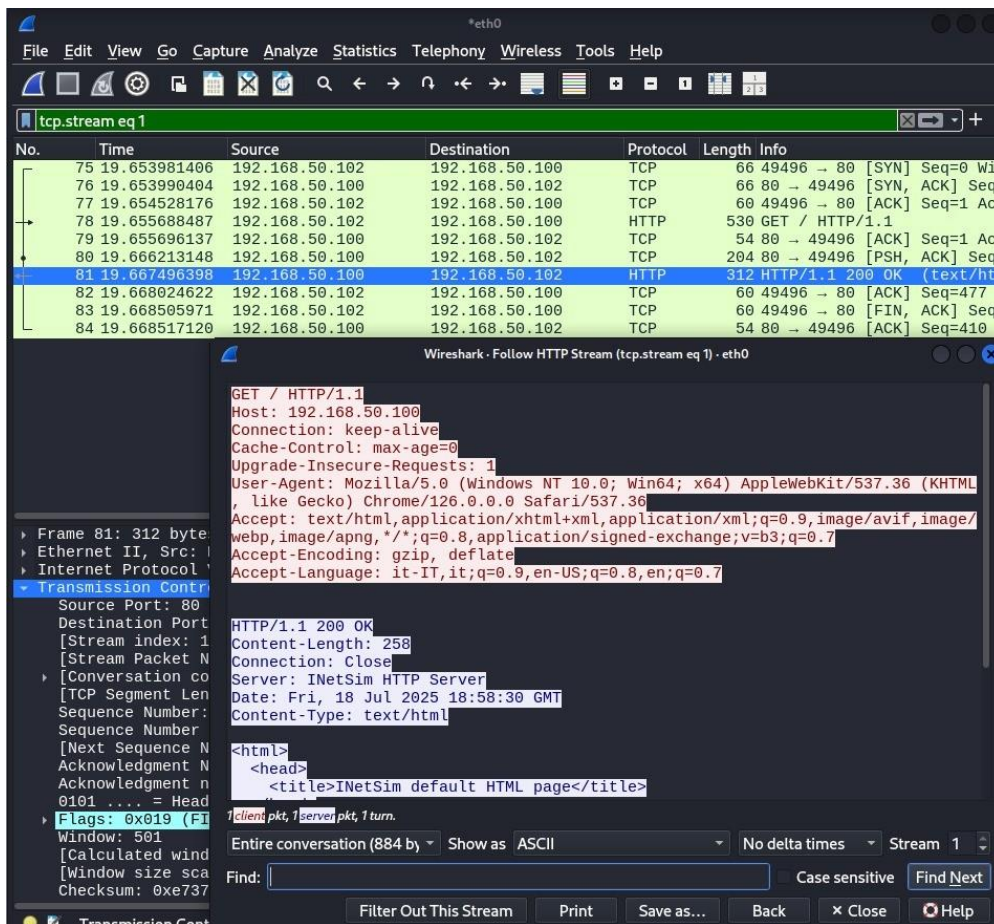 *eth0
File Edit View Go Capture Analyze Statistics Telephony Wireless Tools Help
tcp.stream eq 1
No. Time Source Destination Protocol Length Info
75 19.653981406 192.168.50.102 192.168.50.100 TCP 66 49496 → 80 [SYN] Seq=0 Wi
76 19.653990404 192.168.50.100 192.168.50.102 TCP 66 80 → 49496 [SYN, ACK] Seq
77 19.654528176 192.168.50.102 192.168.50.100 TCP 60 49496 → 80 [ACK] Seq=1 Ac
78 19.655688487 192.168.50.102 192.168.50.100 HTTP 530 GET / HTTP/1.1
79 19.655696137 192.168.50.100 192.168.50.102 TCP 54 80 → 49496 [ACK] Seq=1 Ac
80 19.666213148 192.168.50.100 192.168.50.102 TCP 204 80 → 49496 [PSH, ACK] Seq
81 19.667496398 192.168.50.100 192.168.50.102 HTTP 312 HTTP/1.1 200 OK (text/ht
82 19.668024622 192.168.50.102 192.168.50.100 TCP 60 49496 → 80 [ACK] Seq=477
83 19.668505971 192.168.50.102 192.168.50.100 TCP 60 49496 → 80 [FIN, ACK] Seq
84 19.668517120 192.168.50.100 192.168.50.102 TCP 54 80 → 49496 [ACK] Seq=410
Wireshark · Follow HTTP Stream (tcp.stream eq 1) · eth0
GET / HTTP/1.1
Host: 192.168.50.100
Connection: keep-alive
Cache-Control: max-age=0
Upgrade-Insecure-Requests: 1
User-Agent: Mozilla/5.0 (Windows NT 10.0; Win64; x64) AppleWebKit/537.36 (KHTML
, like Gecko) Chrome/126.0.0.0 Safari/537.36
Accept: text/html,application/xhtml+xml,application/xml;q=0.9,image/avif,image/
webp,image/apng,*/*;q=0.8,application/signed-exchange;v=b3;q=0.7
Accept-Encoding: gzip, deflate
Accept-Language: it-IT,it;q=0.9,en-US;q=0.8,en;q=0.7
HTTP/1.1 200 OK
Content-Length: 258
Connection: Close
Server: INetSim HTTP Server
Date: Fri, 18 Jul 2025 18:58:30 GMT
Content-Type: text/html
<html>
<head>
<title>INetSim default HTML page</title>
1 client pkt, 1 server pkt, 1 turn.
Entire conversation (884 by Show as ASCII No delta times Stream 1
Find: Case sensitive Find Next
Filter Out This Stream Print Save as... Back × Close Help
Frame 81: 312 byte
Ethernet II, Src:
Internet Protocol
Transmission Contr
Source Port: 80
Destination Port
[Stream index: 1
[Stream Packet N
[Conversation co
[TCP Segment Len
Sequence Number:
Sequence Number
[Next Sequence N
Acknowledgment N
Acknowledgment n
0101 .... = Head
Flags: 0x019 (FI
Window: 501
[Calculated wind
[Window size sca
Checksum: 0xe737